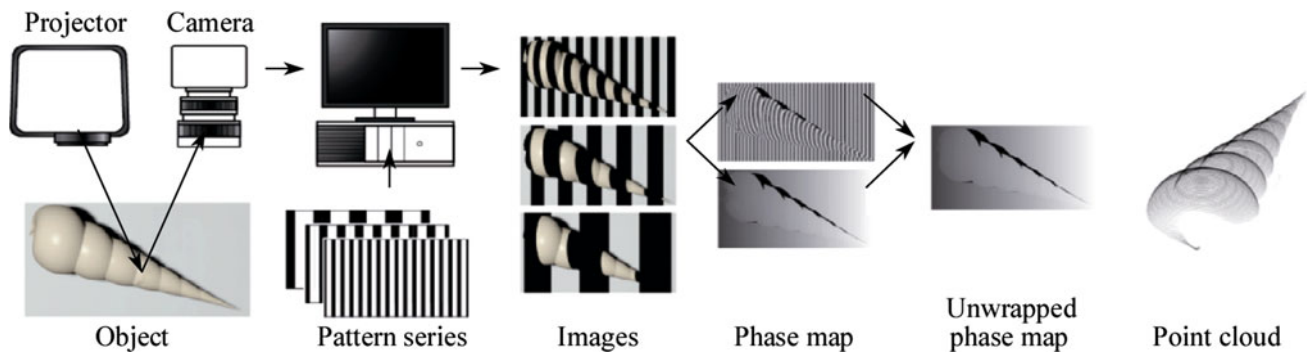 Projector
Camera
Object
Pattern series
Images
Phase map
Unwrapped
phase map
Point cloud